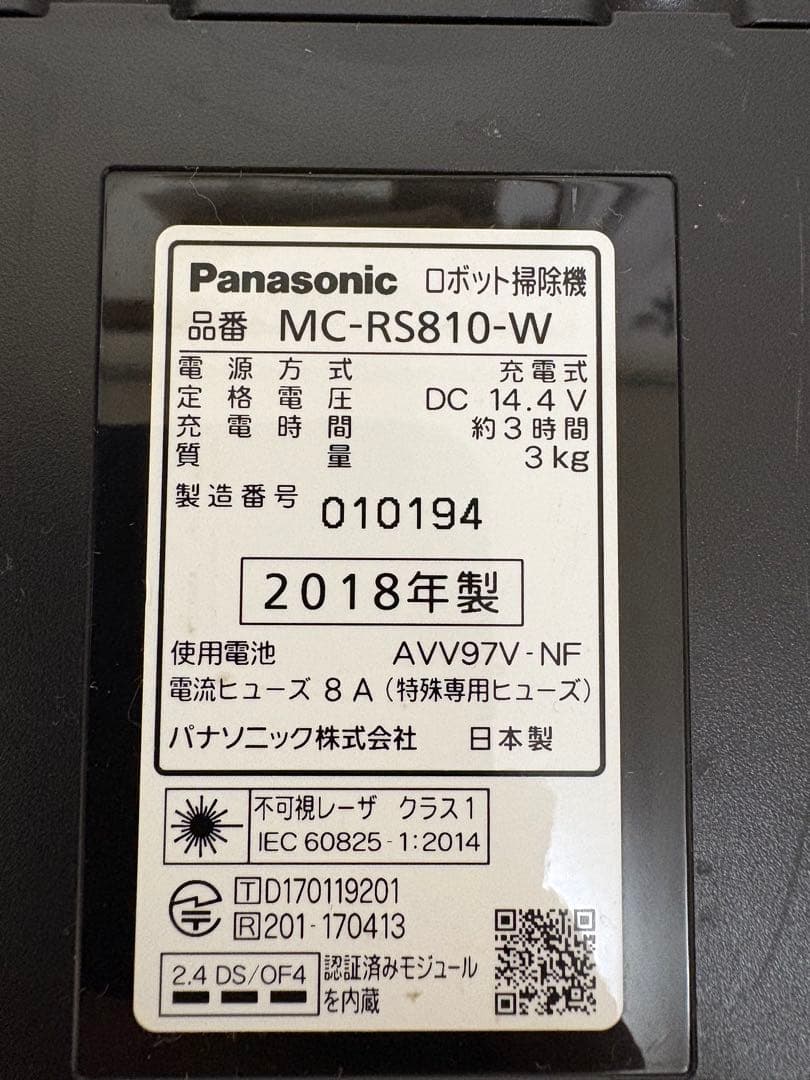 Panasonic ロボット掃除機
品番 MC-RS810-W
電源方式 充電式
定格電圧 DC 14.4 V
充電時間 約3時間
質量 3 kg
製造番号 010194
2018年製
使用電池 AVV97V-NF
電流ヒューズ 8 A (特殊専用ヒューズ)
パナソニック株式会社 日本製
不可視レーザ クラス1
IEC 60825-1:2014
T D170119201
R 201-170413
2.4 DS/OF4 認証済みモジュール
を内蔵